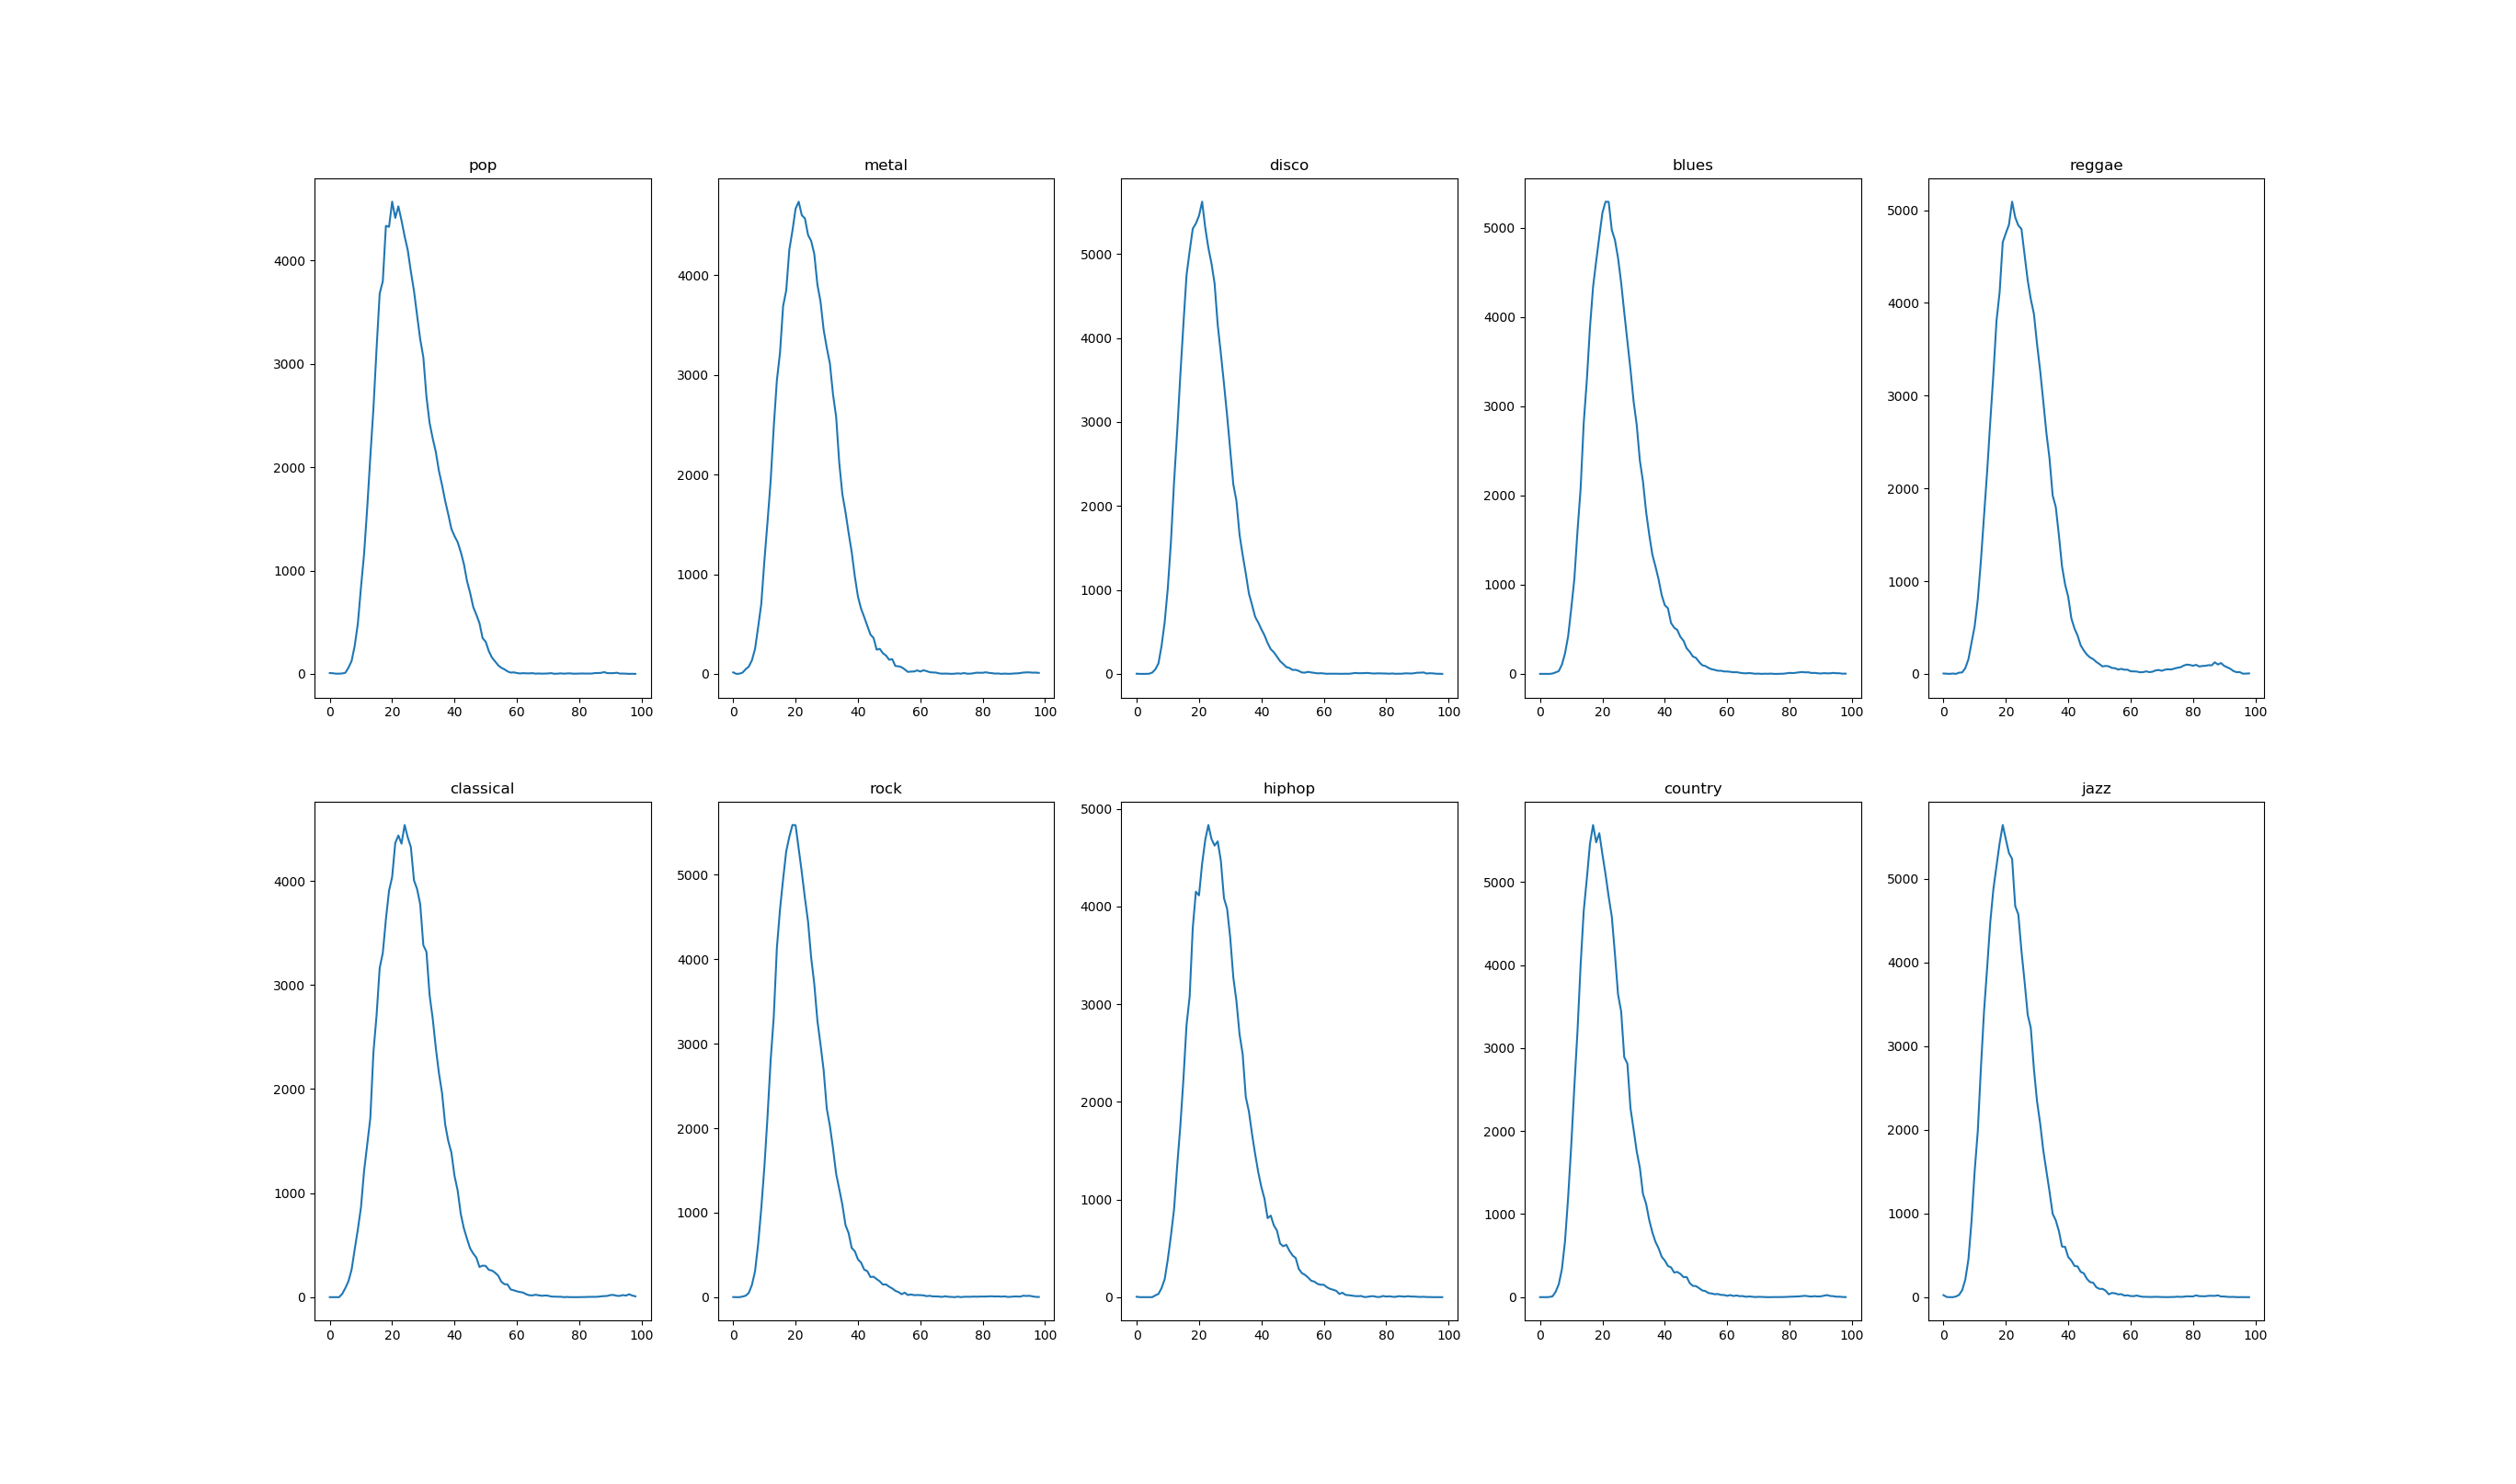 pop metal disco blues reggae
4000 4000 5000 5000 5000
3000 3000 4000 4000 4000
2000 2000 3000 3000 3000
1000 1000 2000 2000 2000
0 0 1000 1000 1000
0 0 0
0 20 40 60 80 100 0 20 40 60 80 100 0 20 40 60 80 100 0 20 40 60 80 100 0 20 40 60 80 100
classical rock hiphop country jazz
4000 5000 5000 5000 5000
3000 4000 4000 4000 4000
2000 3000 3000 3000 3000
1000 2000 2000 2000 2000
0 1000 1000 1000 1000
0 0 0 0
0 20 40 60 80 100 0 20 40 60 80 100 0 20 40 60 80 100 0 20 40 60 80 100 0 20 40 60 80 100